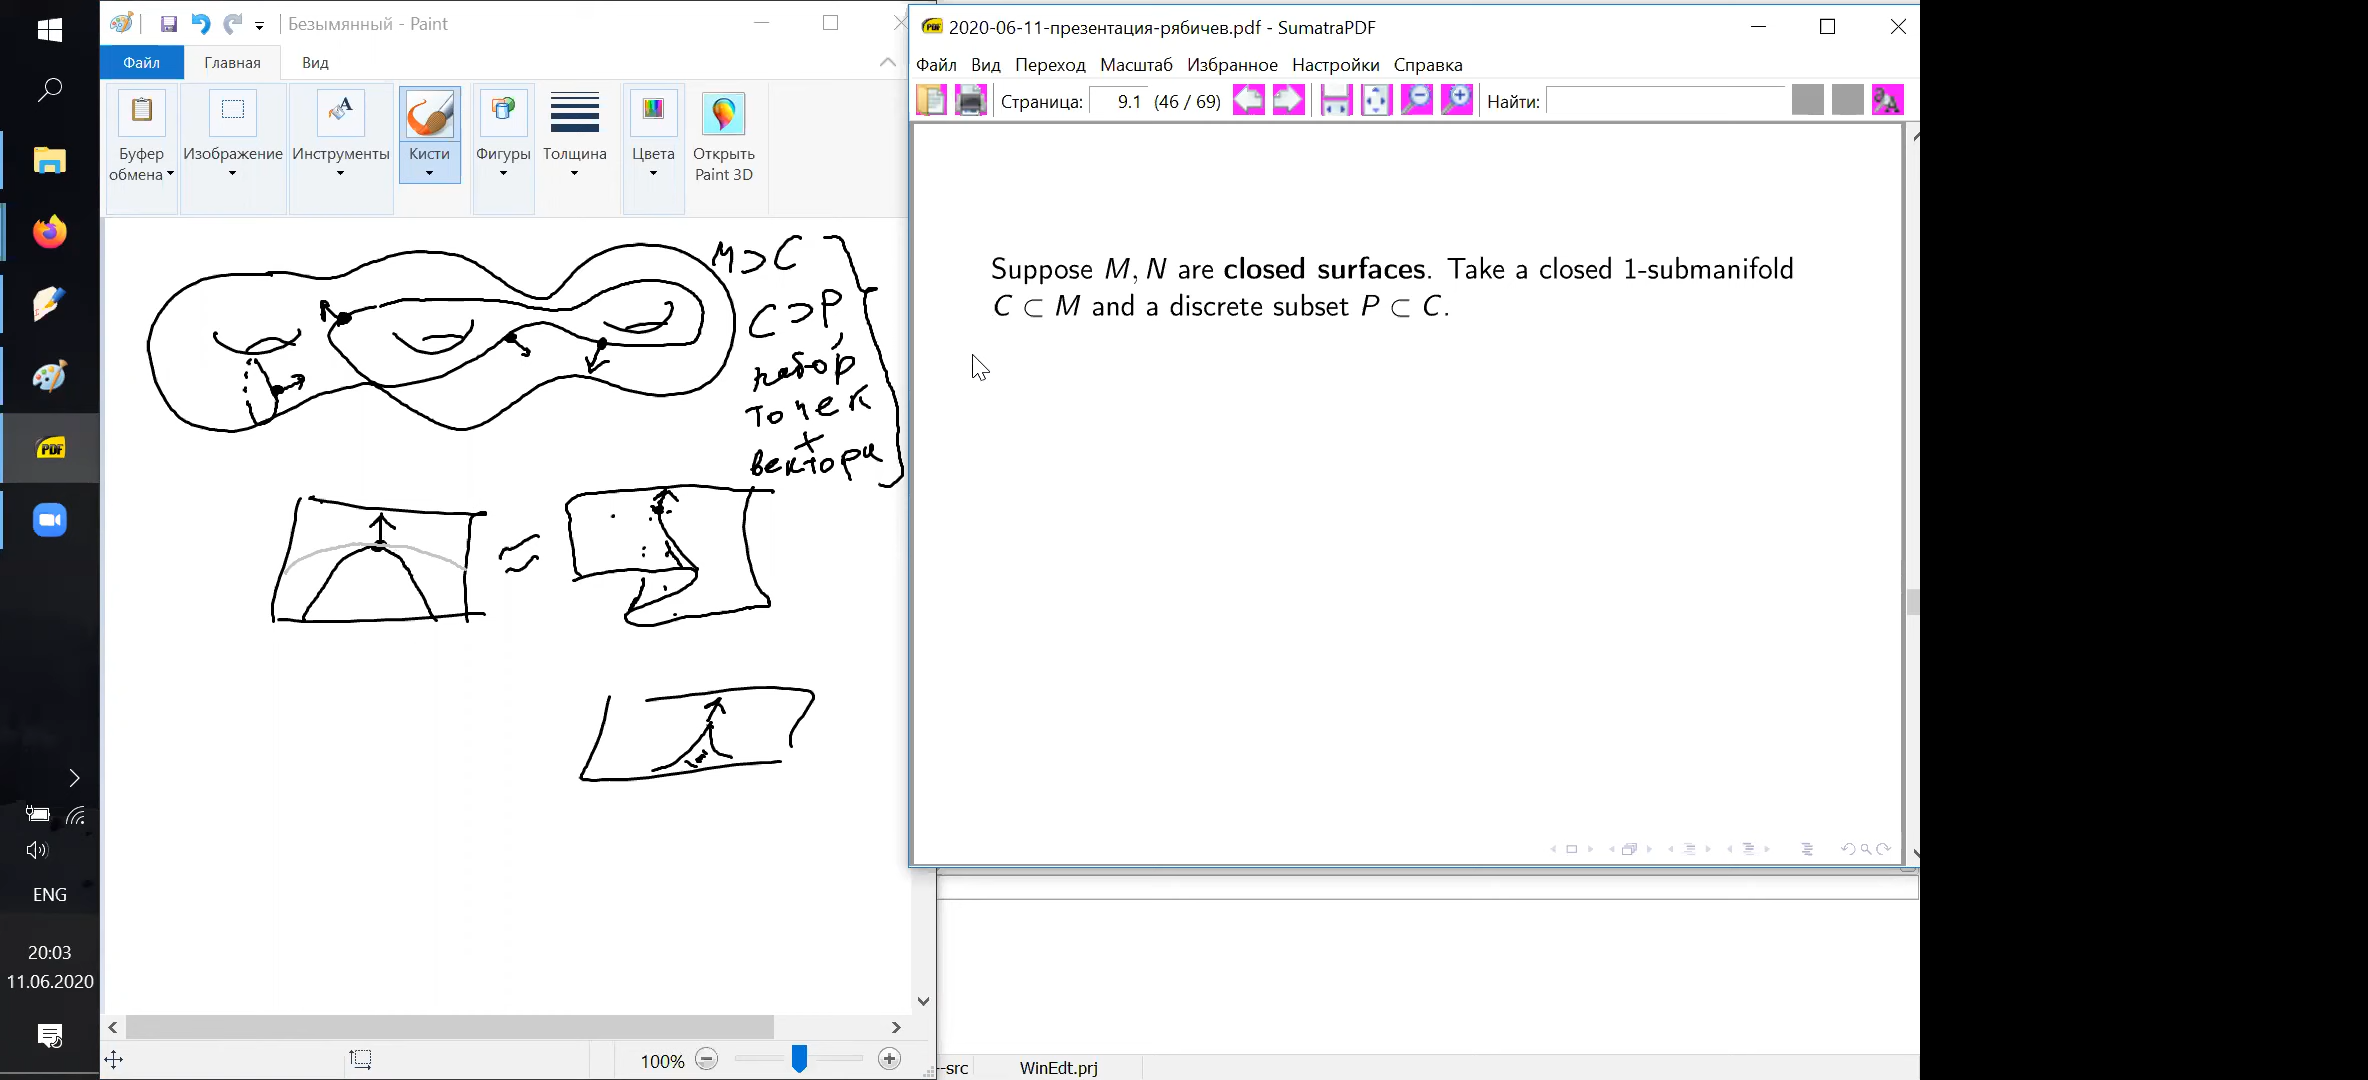 Безымянный - Paint
Файл Главная Вид
Буфер обмена
Изображение
Инструменты
Кисти
Фигуры
Толщина
Цвета
Открыть Paint 3D
M ⊃ C
C ⊃ P,
набор
точек
+
вектора
≈
100%
2020-06-11-презентация-рябичев.pdf - SumatraPDF
Файл Вид Переход Масштаб Избранное Настройки Справка
Страница: 9.1 (46 / 69) Найти:
Suppose M, N are closed surfaces. Take a closed 1-submanifold
C ⊂ M and a discrete subset P ⊂ C.
--src WinEdt.prj
PDF
ENG
20:03
11.06.2020